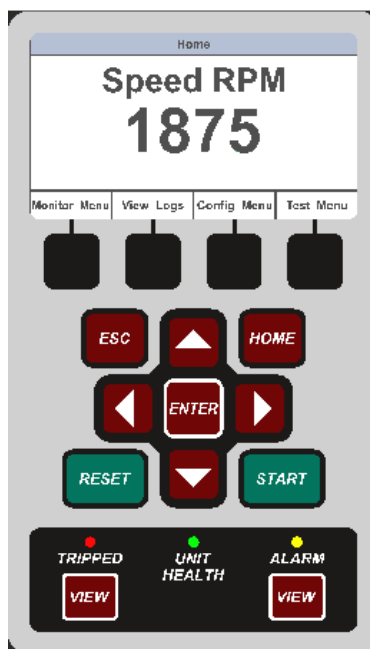 Home
Speed RPM
1875
Monitor Menu View Logs Config Menu Test Menu
ESC HOME
ENTER
RESET START
TRIPPED UNIT HEALTH ALARM
VIEW VIEW